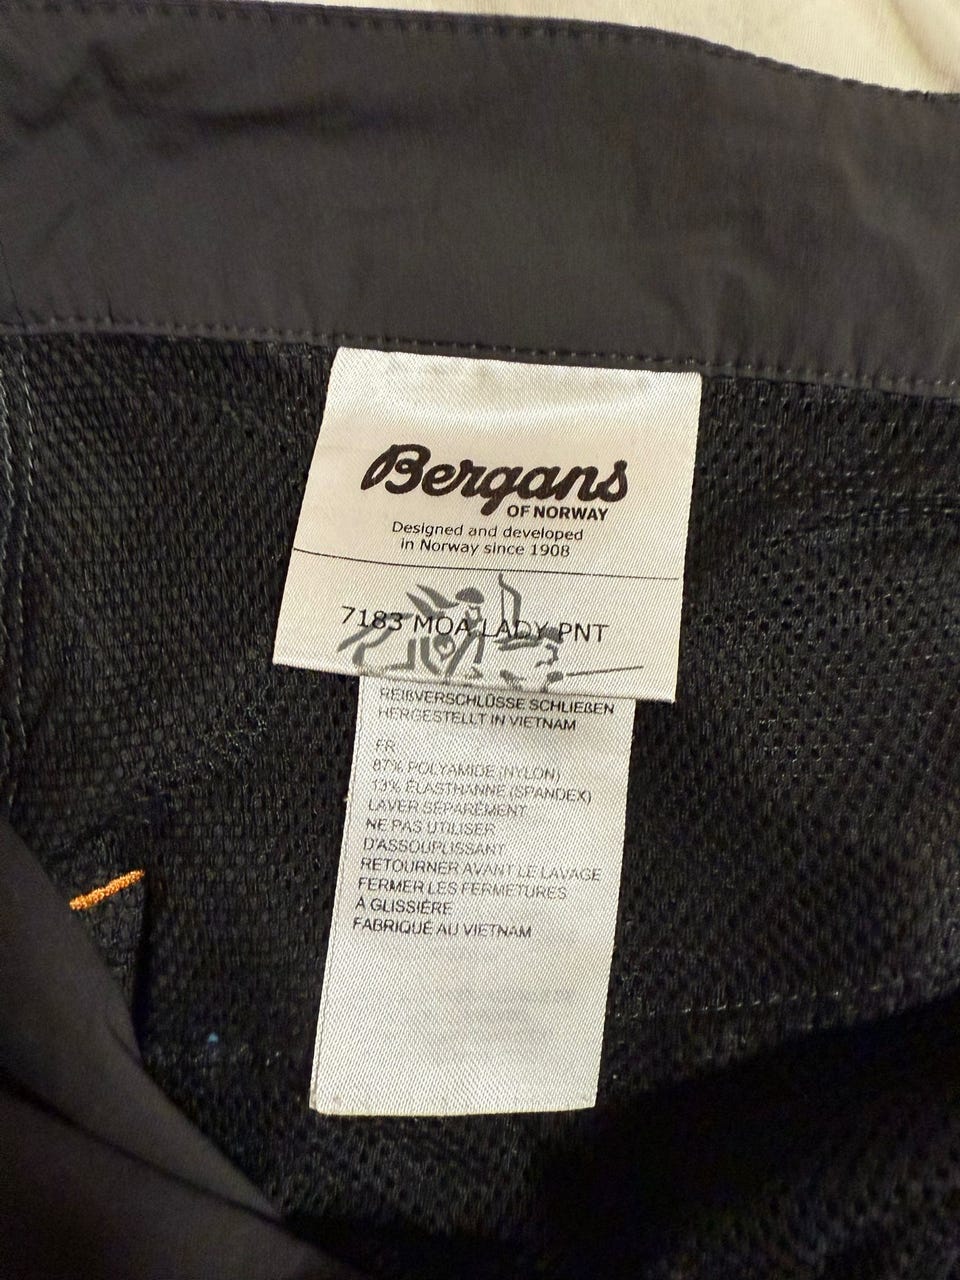 Bergans
OF NORWAY
Designed and developed
in Norway since 1908
7183 MOA LADY PNT
REIßVERSCHLÜSSE SCHLIEßEN
HERGESTELLT IN VIETNAM
FR
87% POLYAMIDE (NYLON)
13% ÉLASTHANNE (SPANDEX)
LAVER SÉPARÉMENT
NE PAS UTILISER
D'ASSOUPLISSANT
RETOURNER AVANT LE LAVAGE
FERMER LES FERMETURES
À GLISSIÈRE
FABRIQUÉ AU VIETNAM